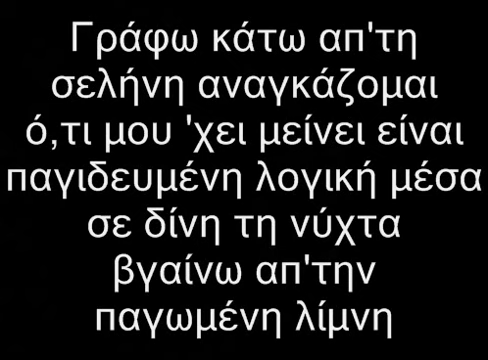 Γράφω κάτω απ'τη
σελήνη αναγκάζομαι
ό,τι μου 'χει μείνει είναι
παγιδευμένη λογική μέσα
σε δίνη τη νύχτα
βγαίνω απ'την
παγωμένη λίμνη